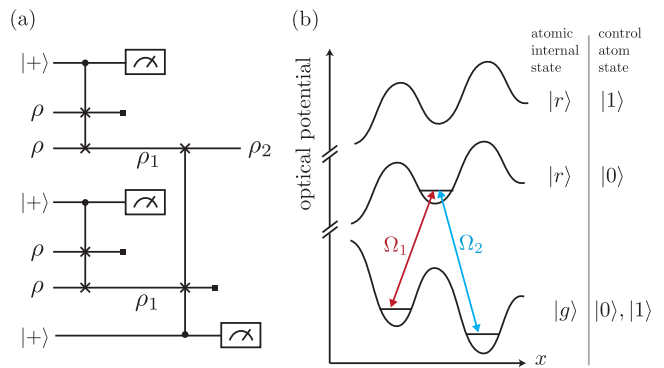 (a)
|+⟩
ρ
ρ
ρ₁
ρ₂
|+⟩
ρ
ρ
ρ₁
|+⟩
(b)
optical potential
atomic internal state
control atom state
|r⟩ |1⟩
|r⟩ |0⟩
Ω₁ Ω₂
|g⟩ |0⟩, |1⟩
x